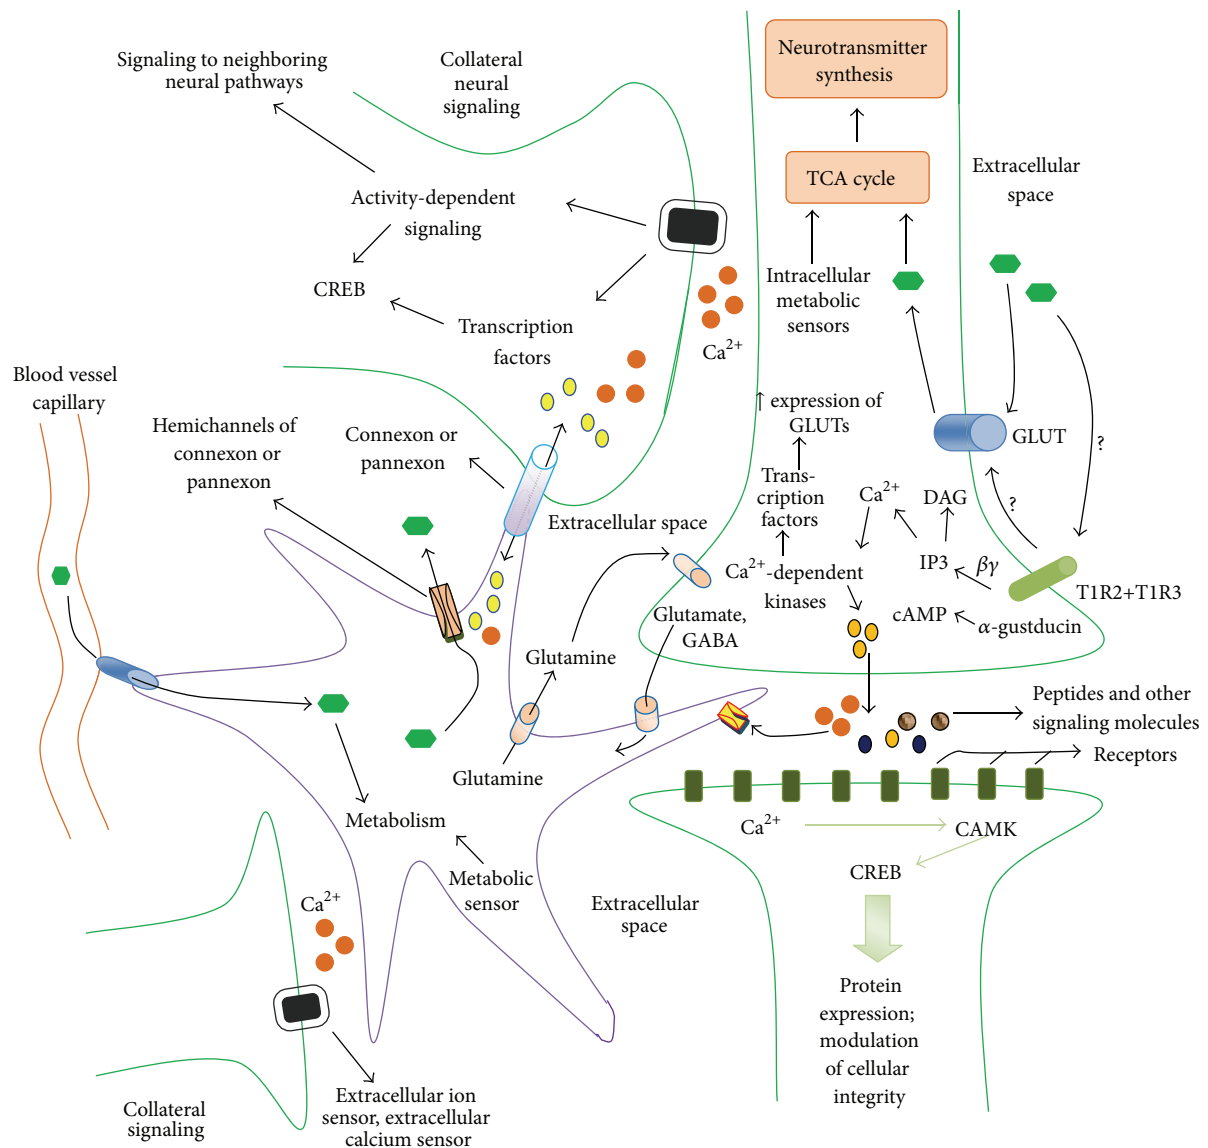 Signaling to neighboring
neural pathways
Collateral
neural
signaling
Neurotransmitter
synthesis
TCA cycle
Extracellular
space
Activity-dependent
signaling
CREB
Transcription
factors
Ca2+
Intracellular
metabolic
sensors
Blood vessel
capillary
Hemichannels of
connexon or
pannexon
Connexon or
pannexon
↑ expression of
GLUTs
GLUT
?
?
Trans-
cription
factors
Ca2+
DAG
IP3
βγ
T1R2+T1R3
cAMP
α-gustducin
Extracellular space
Ca2+-dependent
kinases
Glutamate,
GABA
Glutamine
Glutamine
Peptides and other
signaling molecules
Receptors
Metabolism
Metabolic
sensor
Ca2+
CAMK
CREB
Extracellular
space
Ca2+
Protein
expression;
modulation
of cellular
integrity
Collateral
signaling
Extracellular ion
sensor, extracellular
calcium sensor